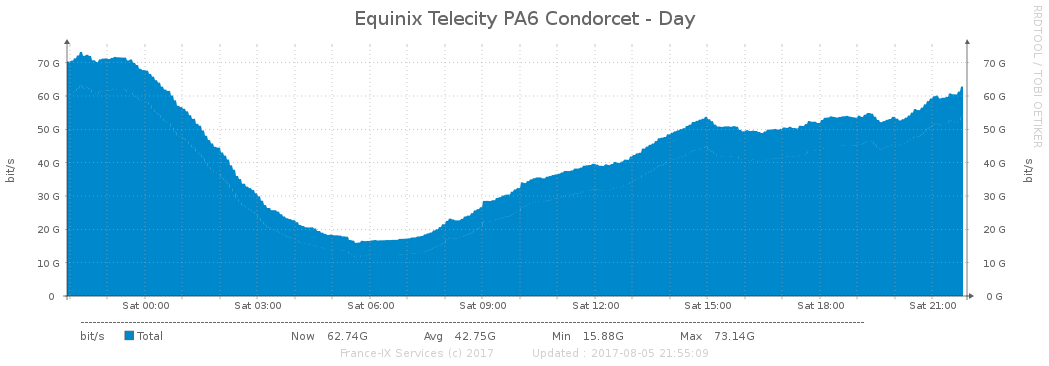 Equinix Telecity PA6 Condorcet - Day
RRDTOOL / TOBI OETIKER
70 G 70 G
60 G 60 G
50 G 50 G
40 G 40 G
bit/s bit/s
30 G 30 G
20 G 20 G
10 G 10 G
0 0 G
Sat 00:00 Sat 03:00 Sat 06:00 Sat 09:00 Sat 12:00 Sat 15:00 Sat 18:00 Sat 21:00
bit/s Total Now 62.74G Avg 42.75G Min 15.88G Max 73.14G
France-IX Services (c) 2017 Updated : 2017-08-05 21:55:09